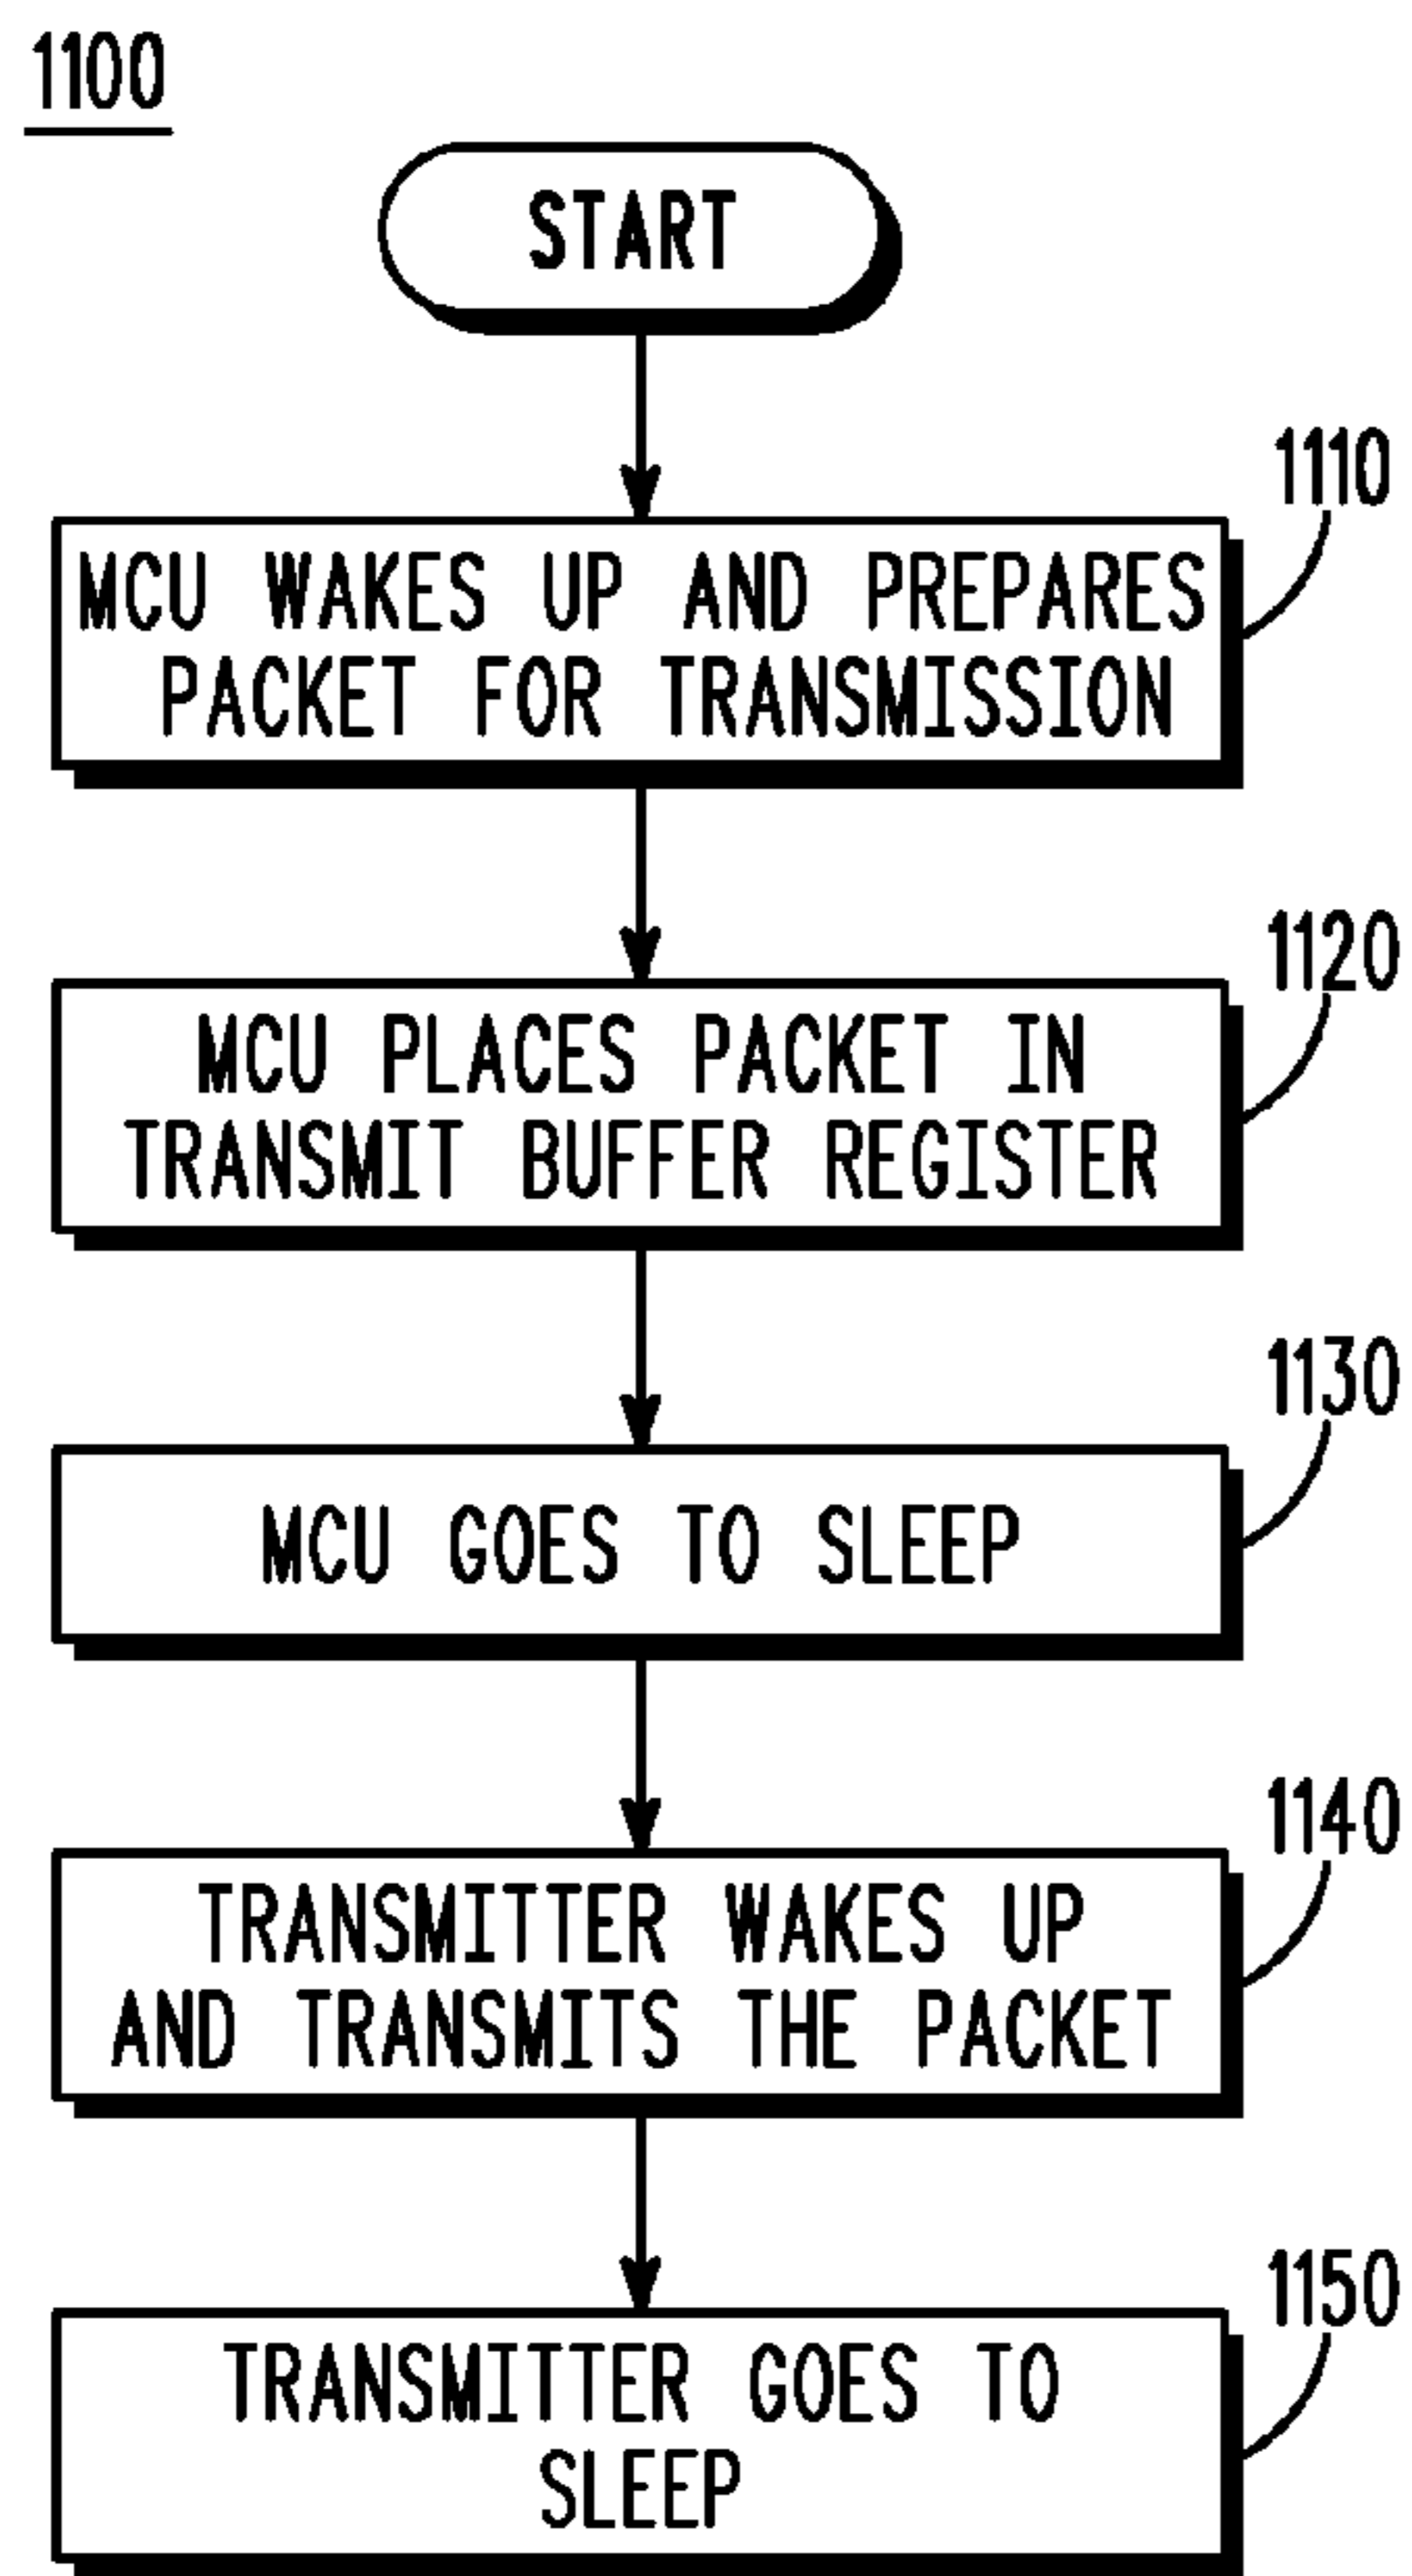 1100
START
1110
MCU WAKES UP AND PREPARES
PACKET FOR TRANSMISSION
1120
MCU PLACES PACKET IN
TRANSMIT BUFFER REGISTER
1130
MCU GOES TO SLEEP
1140
TRANSMITTER WAKES UP
AND TRANSMITS THE PACKET
1150
TRANSMITTER GOES TO
SLEEP